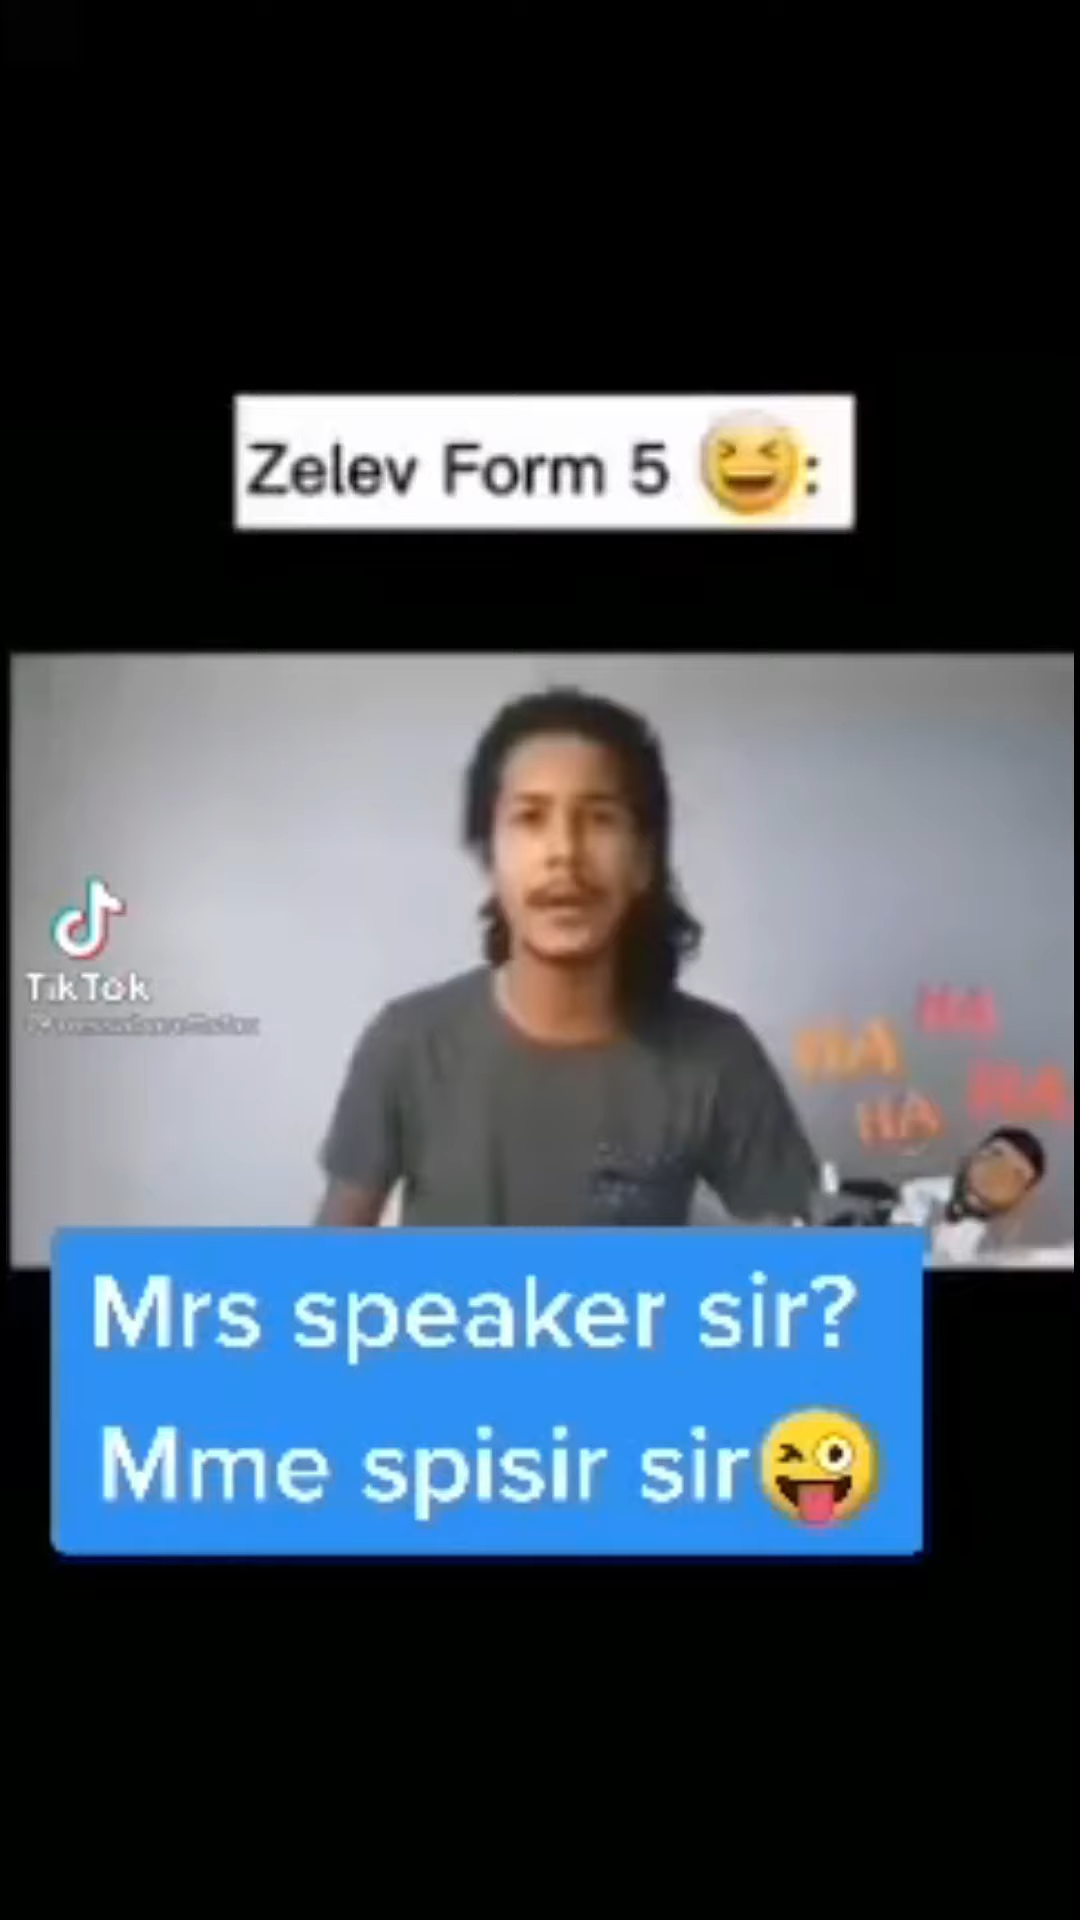 Zelev Form 5 😆:
TikTok
HA
HA
HA
HA
Mrs speaker sir?
Mme spisir sir😜